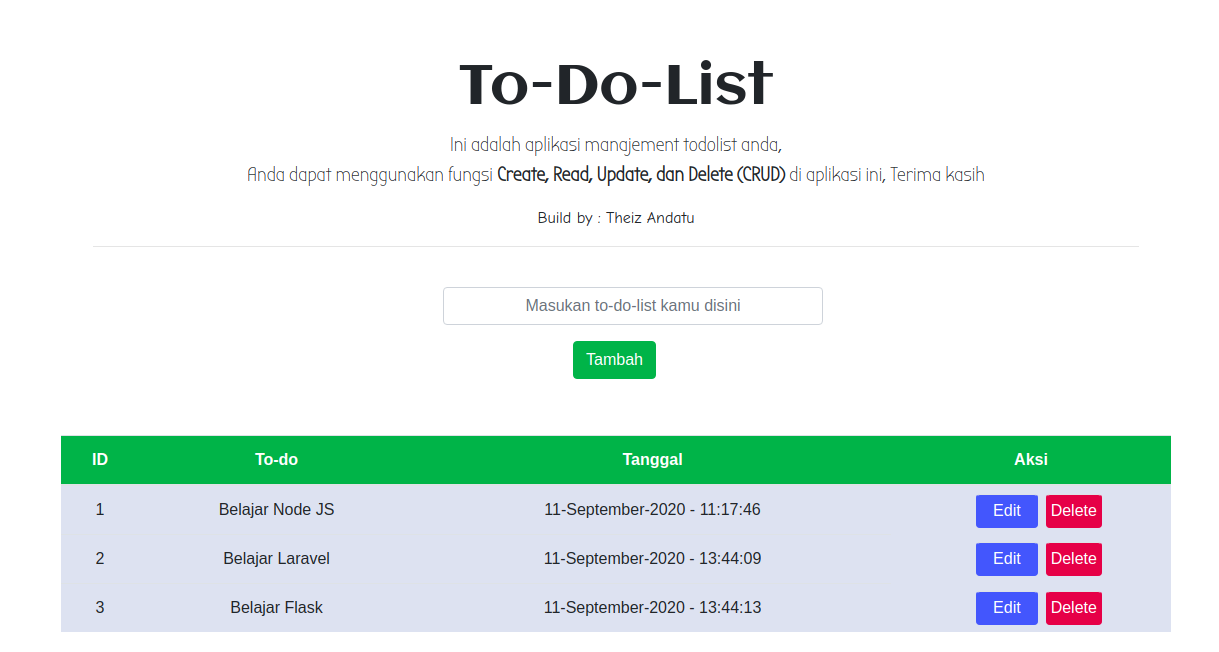 To-Do-List
Ini adalah aplikasi manajement todolist anda,
Anda dapat menggunakan fungsi Create, Read, Update, dan Delete (CRUD) di aplikasi ini, Terima kasih
Build by : Theiz Andatu
Masukan to-do-list kamu disini
Tambah
ID To-do Tanggal Aksi
1 Belajar Node JS 11-September-2020 - 11:17:46 Edit Delete
2 Belajar Laravel 11-September-2020 - 13:44:09 Edit Delete
3 Belajar Flask 11-September-2020 - 13:44:13 Edit Delete